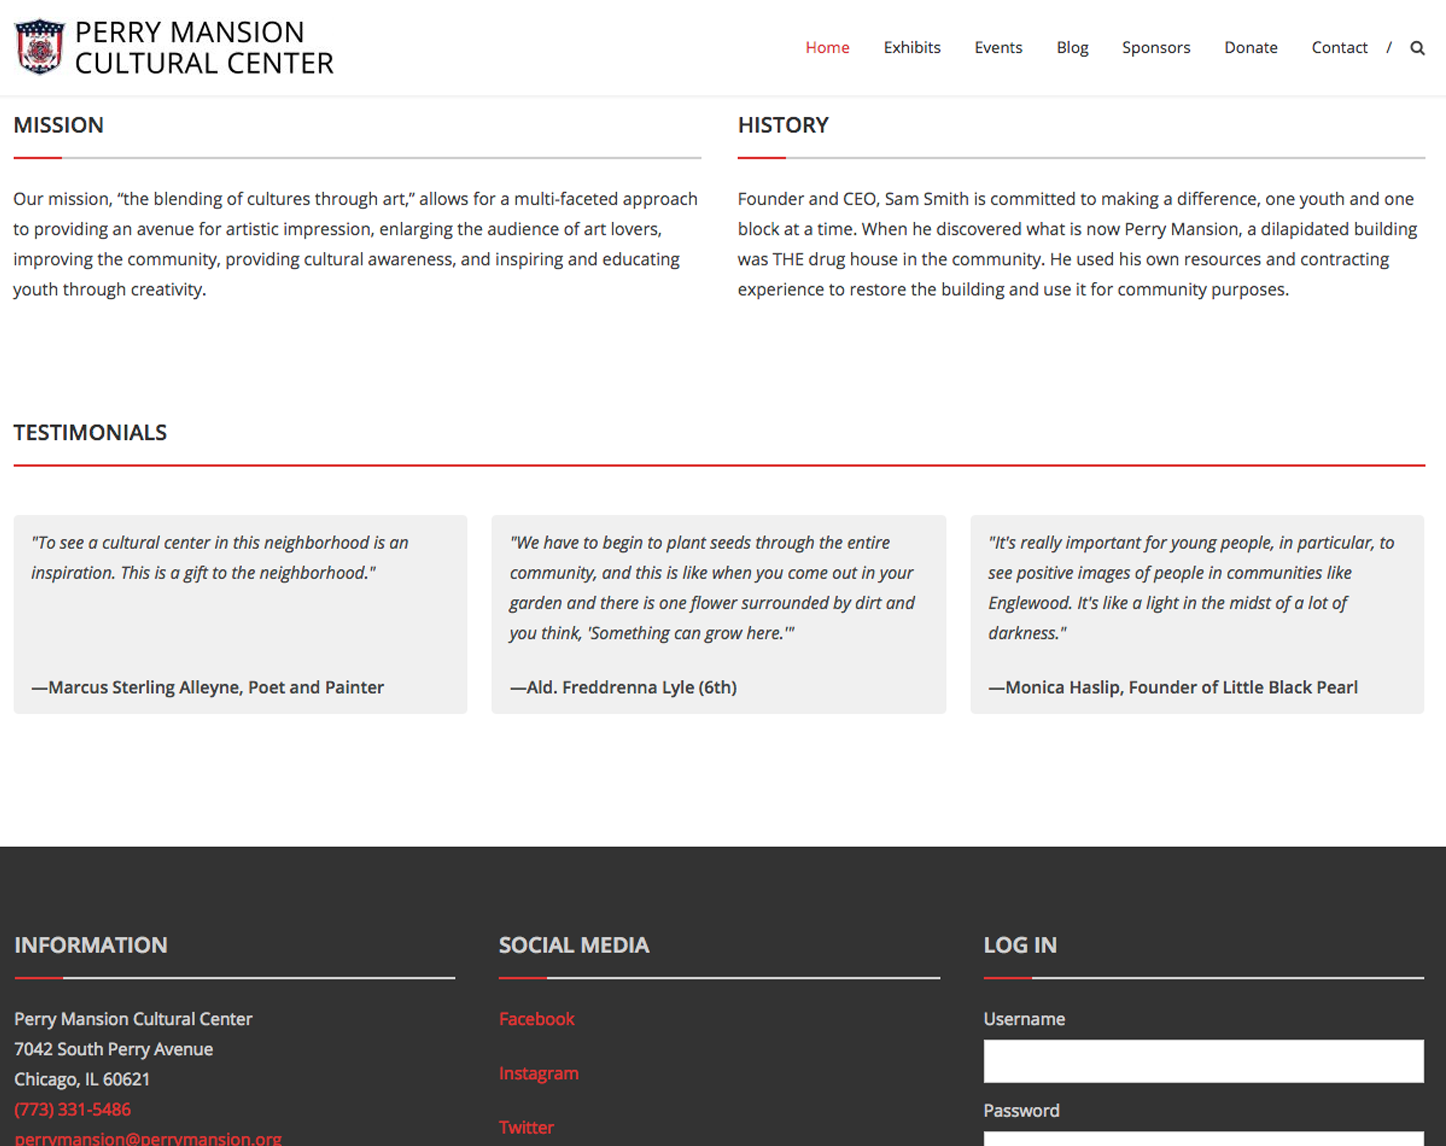 PERRY MANSION
CULTURAL CENTER
Home Exhibits Events Blog Sponsors Donate Contact /
MISSION
Our mission, “the blending of cultures through art,” allows for a multi-faceted approach
to providing an avenue for artistic impression, enlarging the audience of art lovers,
improving the community, providing cultural awareness, and inspiring and educating
youth through creativity.
HISTORY
Founder and CEO, Sam Smith is committed to making a difference, one youth and one
block at a time. When he discovered what is now Perry Mansion, a dilapidated building
was THE drug house in the community. He used his own resources and contracting
experience to restore the building and use it for community purposes.
TESTIMONIALS
"To see a cultural center in this neighborhood is an
inspiration. This is a gift to the neighborhood."
—Marcus Sterling Alleyne, Poet and Painter
"We have to begin to plant seeds through the entire
community, and this is like when you come out in your
garden and there is one flower surrounded by dirt and
you think, 'Something can grow here.'"
—Ald. Freddrenna Lyle (6th)
"It's really important for young people, in particular, to
see positive images of people in communities like
Englewood. It's like a light in the midst of a lot of
darkness."
—Monica Haslip, Founder of Little Black Pearl
INFORMATION
Perry Mansion Cultural Center
7042 South Perry Avenue
Chicago, IL 60621
(773) 331-5486
perrymansion@perrymansion.org
SOCIAL MEDIA
Facebook
Instagram
Twitter
LOG IN
Username
Password